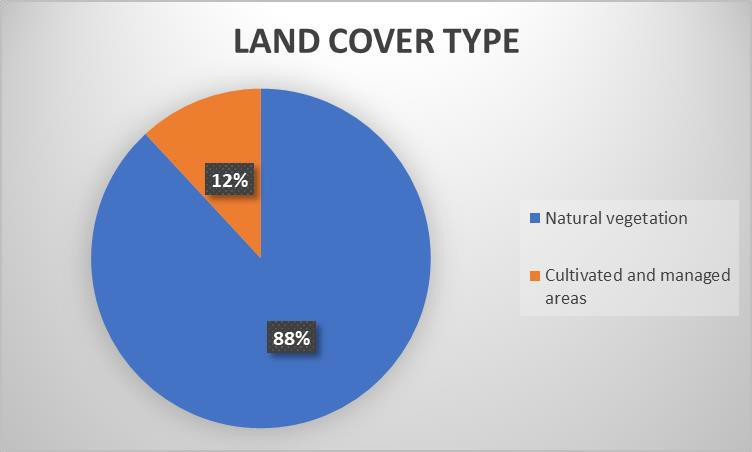 LAND COVER TYPE
12%
88%
Natural vegetation
Cultivated and managed
areas